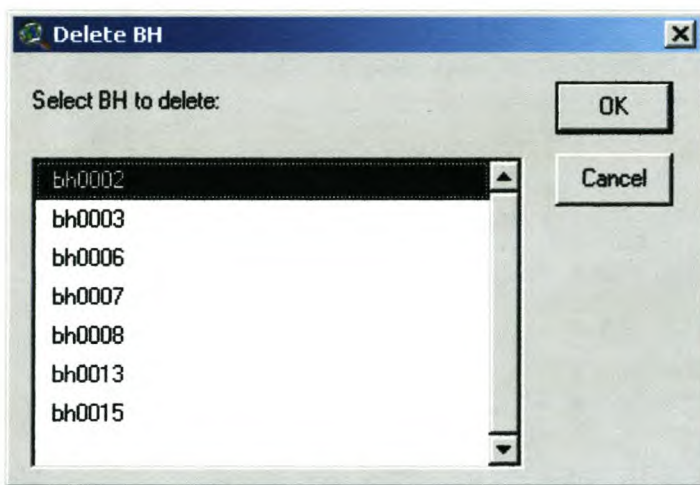 Delete BH
Select BH to delete:
OK
Cancel
bh0002
bh0003
bh0006
bh0007
bh0008
bh0013
bh0015